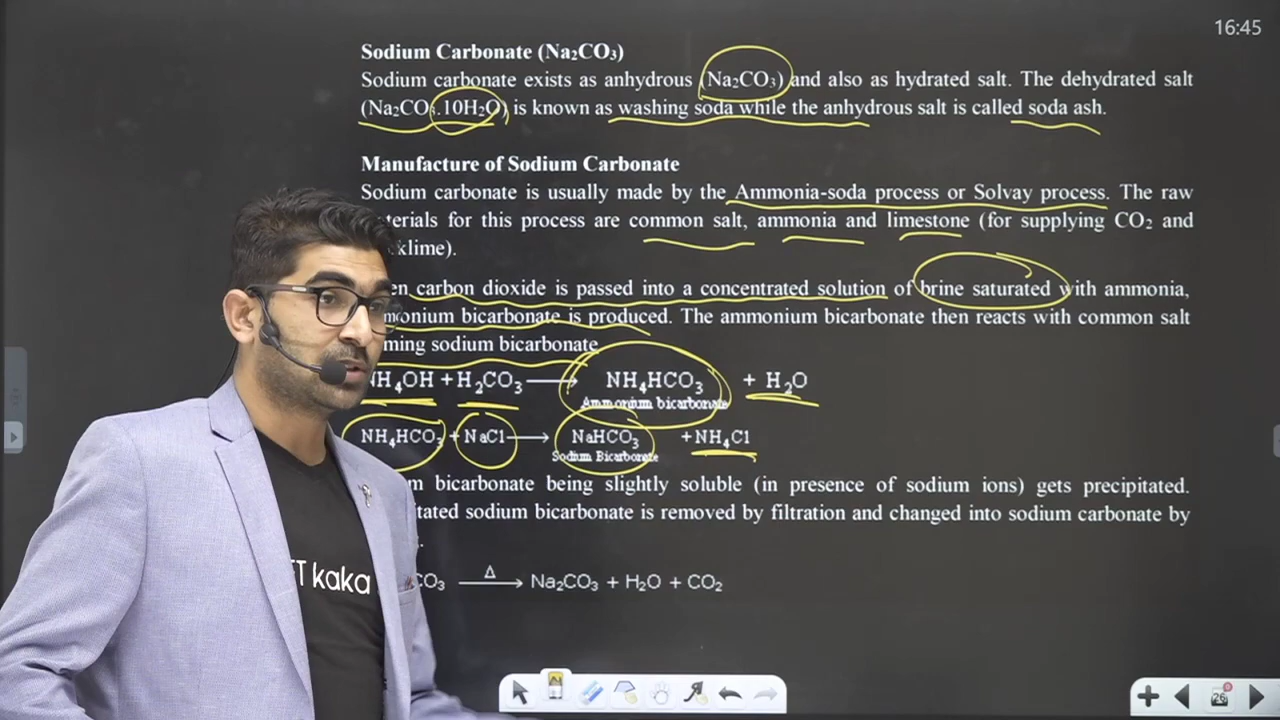 16:45
Sodium Carbonate (Na₂CO₃)
Sodium carbonate exists as anhydrous (Na₂CO₃) and also as hydrated salt. The dehydrated salt
(Na₂CO₃.10H₂O) is known as washing soda while the anhydrous salt is called soda ash.
Manufacture of Sodium Carbonate
Sodium carbonate is usually made by the Ammonia-soda process or Solvay process. The raw
terials for this process are common salt, ammonia and limestone (for supplying CO₂ and
klime).
en carbon dioxide is passed into a concentrated solution of brine saturated with ammonia,
onium bicarbonate is produced. The ammonium bicarbonate then reacts with common salt
ming sodium bicarbonate
NH₄OH + H₂CO₃ ⟶ NH₄HCO₃ + H₂O
Ammonium bicarbonate
NH₄HCO₃ + NaCl ⟶ NaHCO₃ + NH₄Cl
Sodium Bicarbonate
m bicarbonate being slightly soluble (in presence of sodium ions) gets precipitated.
itated sodium bicarbonate is removed by filtration and changed into sodium carbonate by
.
CO₃ ⟶ Δ Na₂CO₃ + H₂O + CO₂
T kaka
26